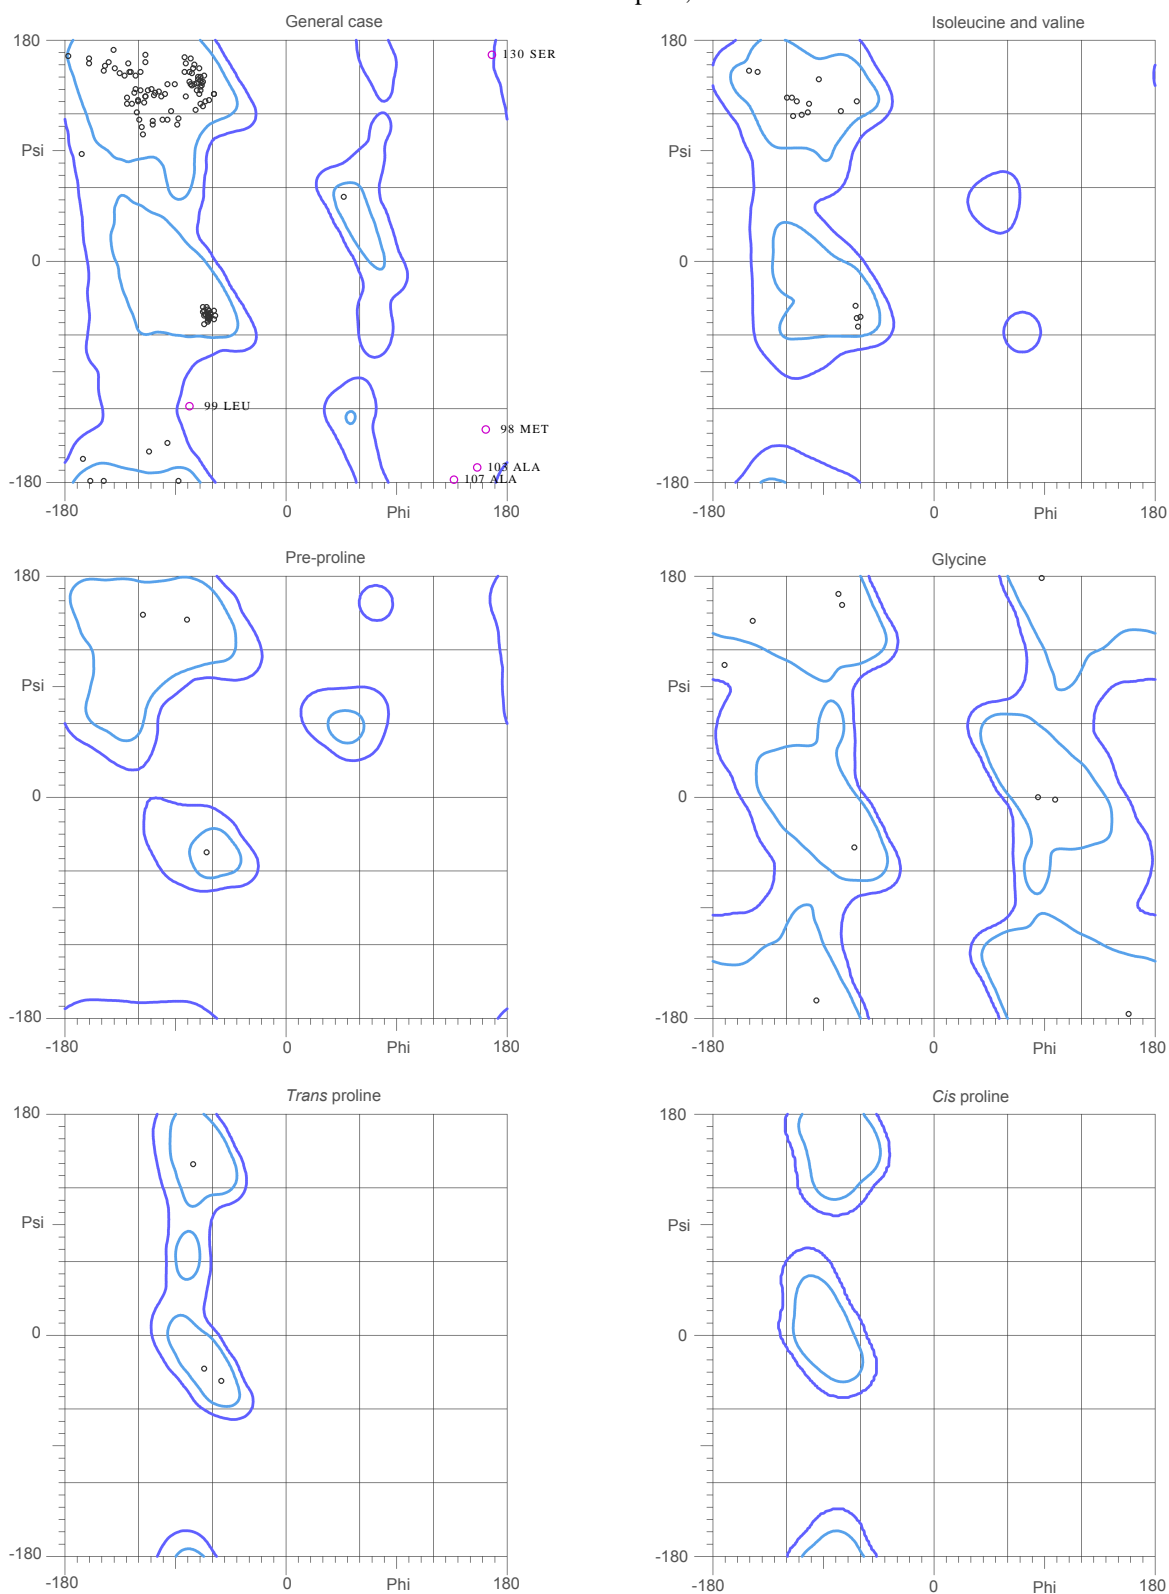 General case
Isoleucine and valine
180
130 SER
180
Psi
Psi
0
0
99 LEU
98 MET
103 ALA
107 ALA
-180
-180
-180
0
Phi
180
-180
0
Phi
180
Pre-proline
Glycine
180
180
Psi
Psi
0
0
-180
-180
-180
0
Phi
180
-180
0
Phi
180
Trans proline
Cis proline
180
180
Psi
Psi
0
0
-180
-180
-180
0
Phi
180
-180
0
Phi
180